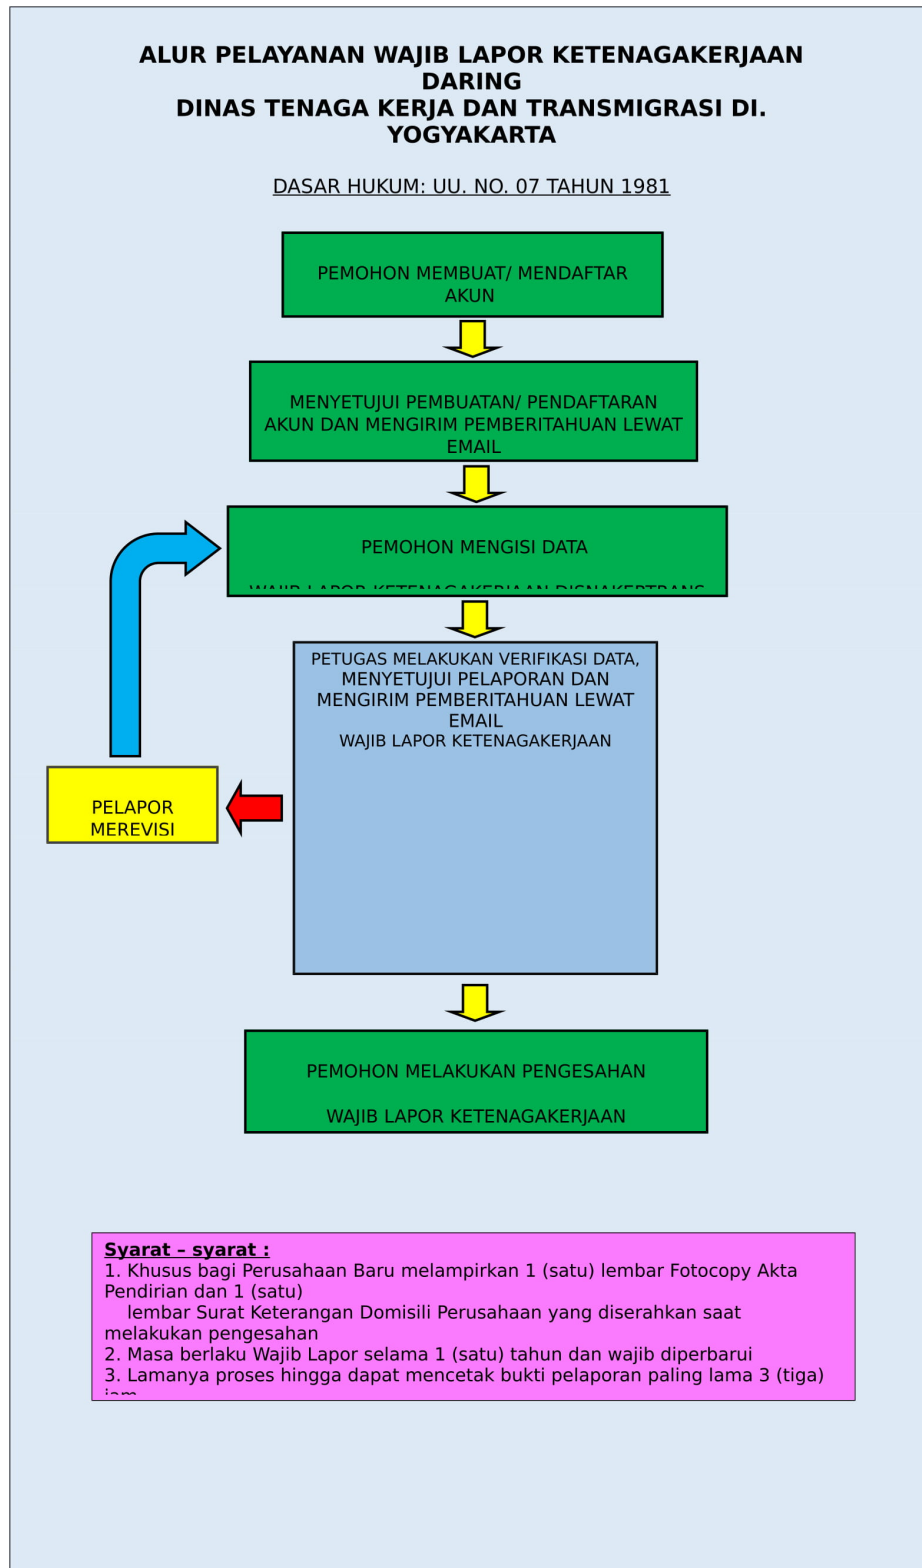 ALUR PELAYANAN WAJIB LAPOR KETENAGAKERJAAN
DARING
DINAS TENAGA KERJA DAN TRANSMIGRASI DI.
YOGYAKARTA
DASAR HUKUM: UU. NO. 07 TAHUN 1981
PEMOHON MEMBUAT/ MENDAFTAR
AKUN
MENYETUJUI PEMBUATAN/ PENDAFTARAN
AKUN DAN MENGIRIM PEMBERITAHUAN LEWAT
EMAIL
PEMOHON MENGISI DATA
WAJIB LAPOR KETENAGAKERJAAN DISNAKERTRANS
PETUGAS MELAKUKAN VERIFIKASI DATA,
MENYETUJUI PELAPORAN DAN
MENGIRIM PEMBERITAHUAN LEWAT
EMAIL
WAJIB LAPOR KETENAGAKERJAAN
PELAPOR
MEREVISI
PEMOHON MELAKUKAN PENGESAHAN
WAJIB LAPOR KETENAGAKERJAAN
Syarat – syarat :
1. Khusus bagi Perusahaan Baru melampirkan 1 (satu) lembar Fotocopy Akta
Pendirian dan 1 (satu)
lembar Surat Keterangan Domisili Perusahaan yang diserahkan saat
melakukan pengesahan
2. Masa berlaku Wajib Lapor selama 1 (satu) tahun dan wajib diperbarui
3. Lamanya proses hingga dapat mencetak bukti pelaporan paling lama 3 (tiga)
jam